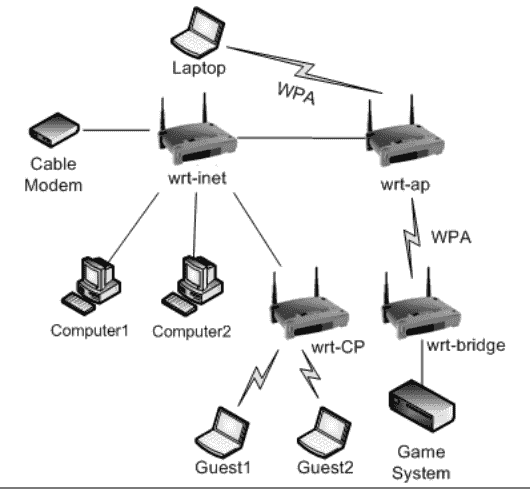 Laptop
WPA
Cable
Modem
wrt-inet
wrt-ap
WPA
Computer1
Computer2
wrt-CP
wrt-bridge
Guest1
Guest2
Game
System